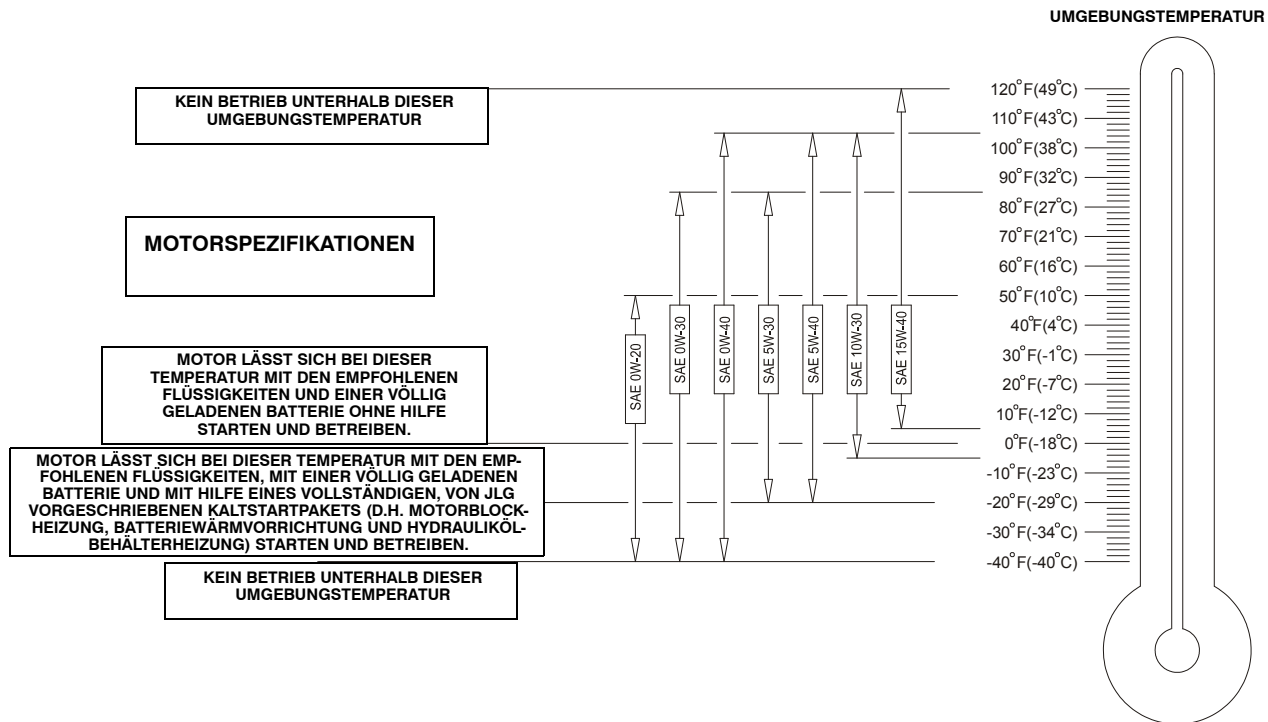 UMGEBUNGSTEMPERATUR
KEIN BETRIEB UNTERHALB DIESER
UMGEBUNGSTEMPERATUR
MOTORSPEZIFIKATIONEN
MOTOR LÄSST SICH BEI DIESER
TEMPERATUR MIT DEN EMPFOHLENEN
FLÜSSIGKEITEN UND EINER VÖLLIG
GELADENEN BATTERIE OHNE HILFE
STARTEN UND BETREIBEN.
MOTOR LÄSST SICH BEI DIESER TEMPERATUR MIT DEN EMP-
FOHLENEN FLÜSSIGKEITEN, MIT EINER VÖLLIG GELADENEN
BATTERIE UND MIT HILFE EINES VOLLSTÄNDIGEN, VON JLG
VORGESCHRIEBENEN KALTSTARTPAKETS (D.H. MOTORBLOCK-
HEIZUNG, BATTERIEWÄRMVORRICHTUNG UND HYDRAULIKÖL-
BEHÄLTERHEIZUNG) STARTEN UND BETREIBEN.
KEIN BETRIEB UNTERHALB DIESER
UMGEBUNGSTEMPERATUR
SAE 0W-20
SAE 0W-30
SAE 0W-40
SAE 5W-30
SAE 5W-40
SAE 10W-30
SAE 15W-40
120°F(49°C)
110°F(43°C)
100°F(38°C)
90°F(32°C)
80°F(27°C)
70°F(21°C)
60°F(16°C)
50°F(10°C)
40°F(4°C)
30°F(-1°C)
20°F(-7°C)
10°F(-12°C)
0°F(-18°C)
-10°F(-23°C)
-20°F(-29°C)
-30°F(-34°C)
-40°F(-40°C)